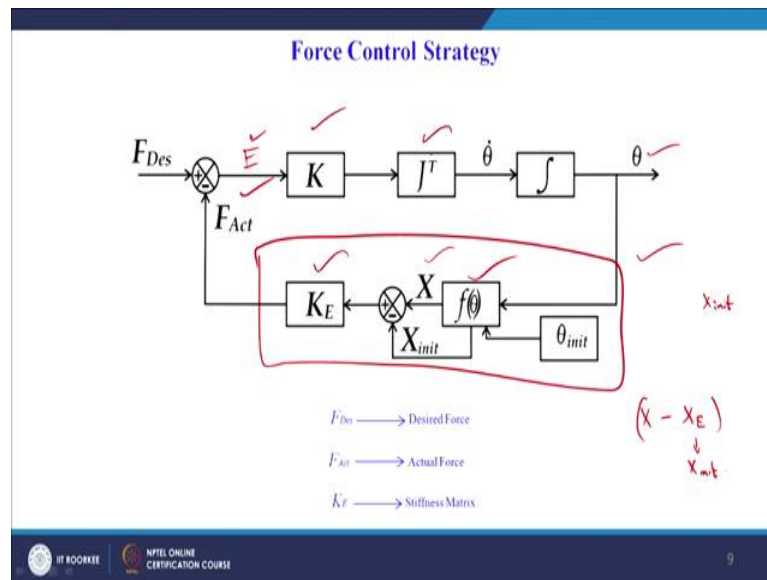 Force Control Strategy
F_Des
E
K
J^T
θ̇
∫
θ
F_Act
K_E
X
f(θ)
X_init
θ_init
x_init
(X - X_E)
↓
X_init
F_Des → Desired Force
F_Act → Actual Force
K_E → Stiffness Matrix
IIT ROORKEE
NPTEL ONLINE
CERTIFICATION COURSE
9